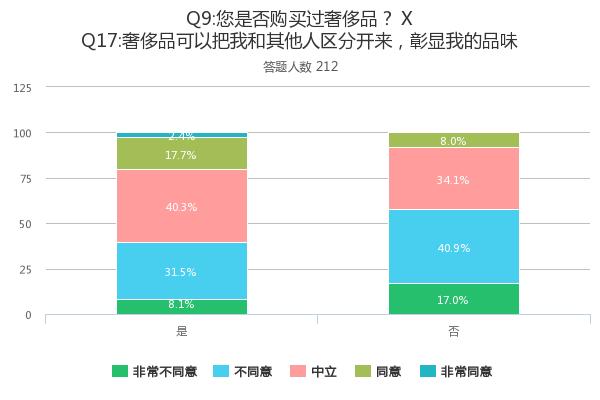 Q9:您是否购买过奢侈品？ X
Q17:奢侈品可以把我和其他人区分开来，彰显我的品味
答题人数 212
125
100
75
50
25
0
2.4%
17.7%
40.3%
31.5%
8.1%
8.0%
34.1%
40.9%
17.0%
是
否
非常不同意 不同意 中立 同意 非常同意